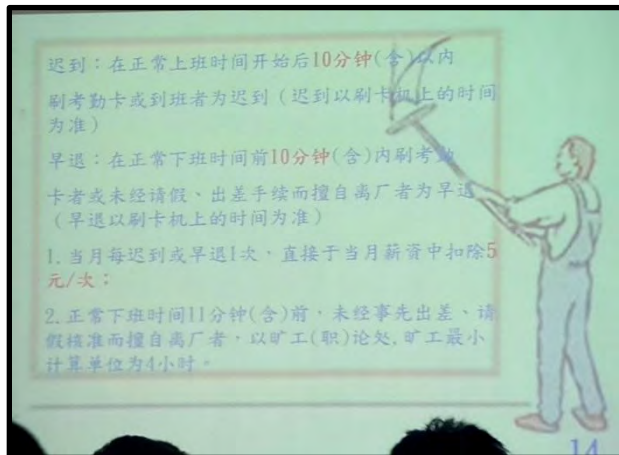 迟到：在正常上班时间开始后10分钟(含)以内
刷考勤卡或到班者为迟到（迟到以刷卡机上的时间
为准）
早退：在正常下班时间前10分钟(含)内刷考勤
卡者或未经请假、出差手续而擅自离厂者为早退
（早退以刷卡机上的时间为准）
1.当月每迟到或早退1次，直接于当月薪资中扣除5
元/次；
2.正常下班时间11分钟(含)前，未经事先出差、请
假核准而擅自离厂者，以旷工(职)论处,旷工最小
计算单位为4小时。
14